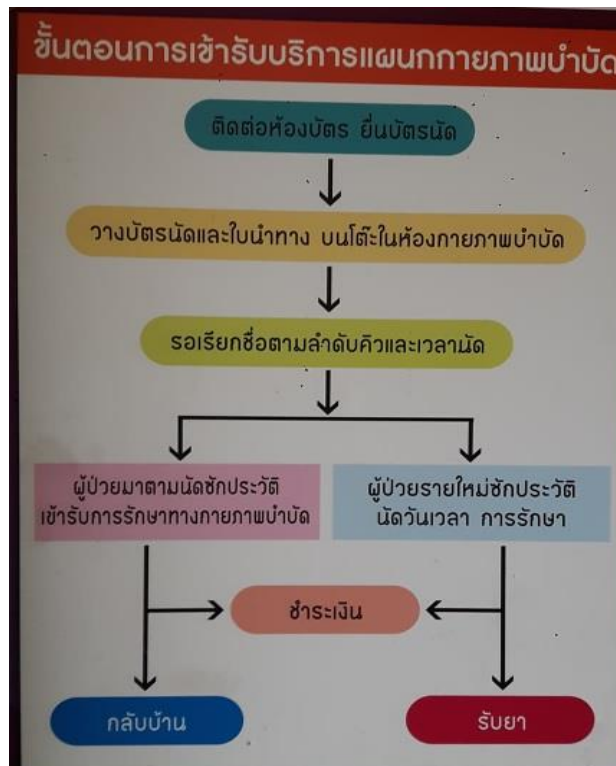 ขั้นตอนการเข้ารับบริการแผนกกายภาพบำบัด
ติดต่อห้องบัตร ยื่นบัตรนัด
วางบัตรนัดและใบนำทาง บนโต๊ะในห้องกายภาพบำบัด
รอเรียกชื่อตามลำดับคิวและเวลานัด
ผู้ป่วยมาตามนัดซักประวัติ
เข้ารับการรักษาทางกายภาพบำบัด
ผู้ป่วยรายใหม่ซักประวัติ
นัดวันเวลา การรักษา
ชำระเงิน
กลับบ้าน
รับยา